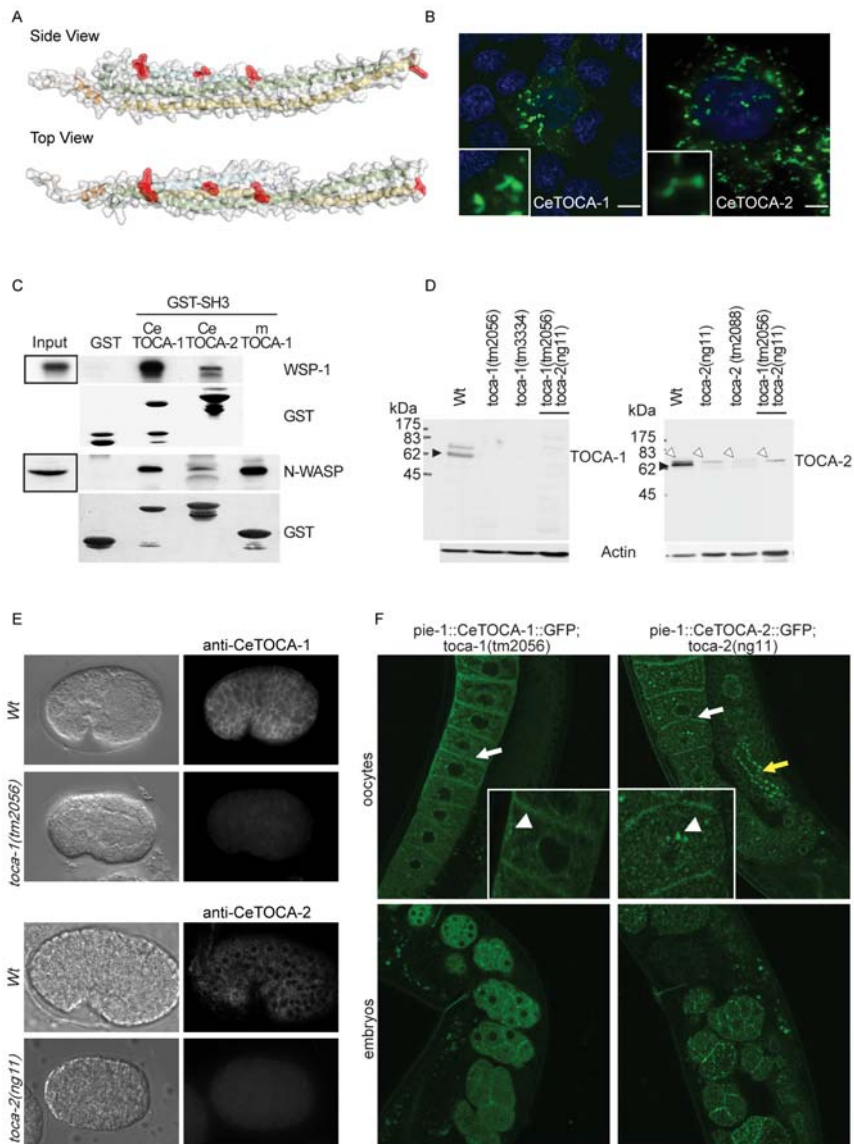 A
Side View
Top View
B
CeTOCA-1
CeTOCA-2
C
GST-SH3
Input
GST
Ce TOCA-1
Ce TOCA-2
m TOCA-1
WSP-1
GST
N-WASP
GST
D
kDa
175
83
62
45
Wt
toca-1(tm2056)
toca-1(tm3334)
toca-1(tm2056)
toca-2(ng11)
TOCA-1
kDa
175
83
62
45
Wt
toca-2(ng11)
toca-2 (tm2088)
toca-1(tm2056)
toca-2(ng11)
TOCA-2
Actin
E
anti-CeTOCA-1
Wt
toca-1(tm2056)
anti-CeTOCA-2
Wt
toca-2(ng11)
F
pie-1::CeTOCA-1::GFP;
toca-1(tm2056)
pie-1::CeTOCA-2::GFP;
toca-2(ng11)
oocytes
embryos